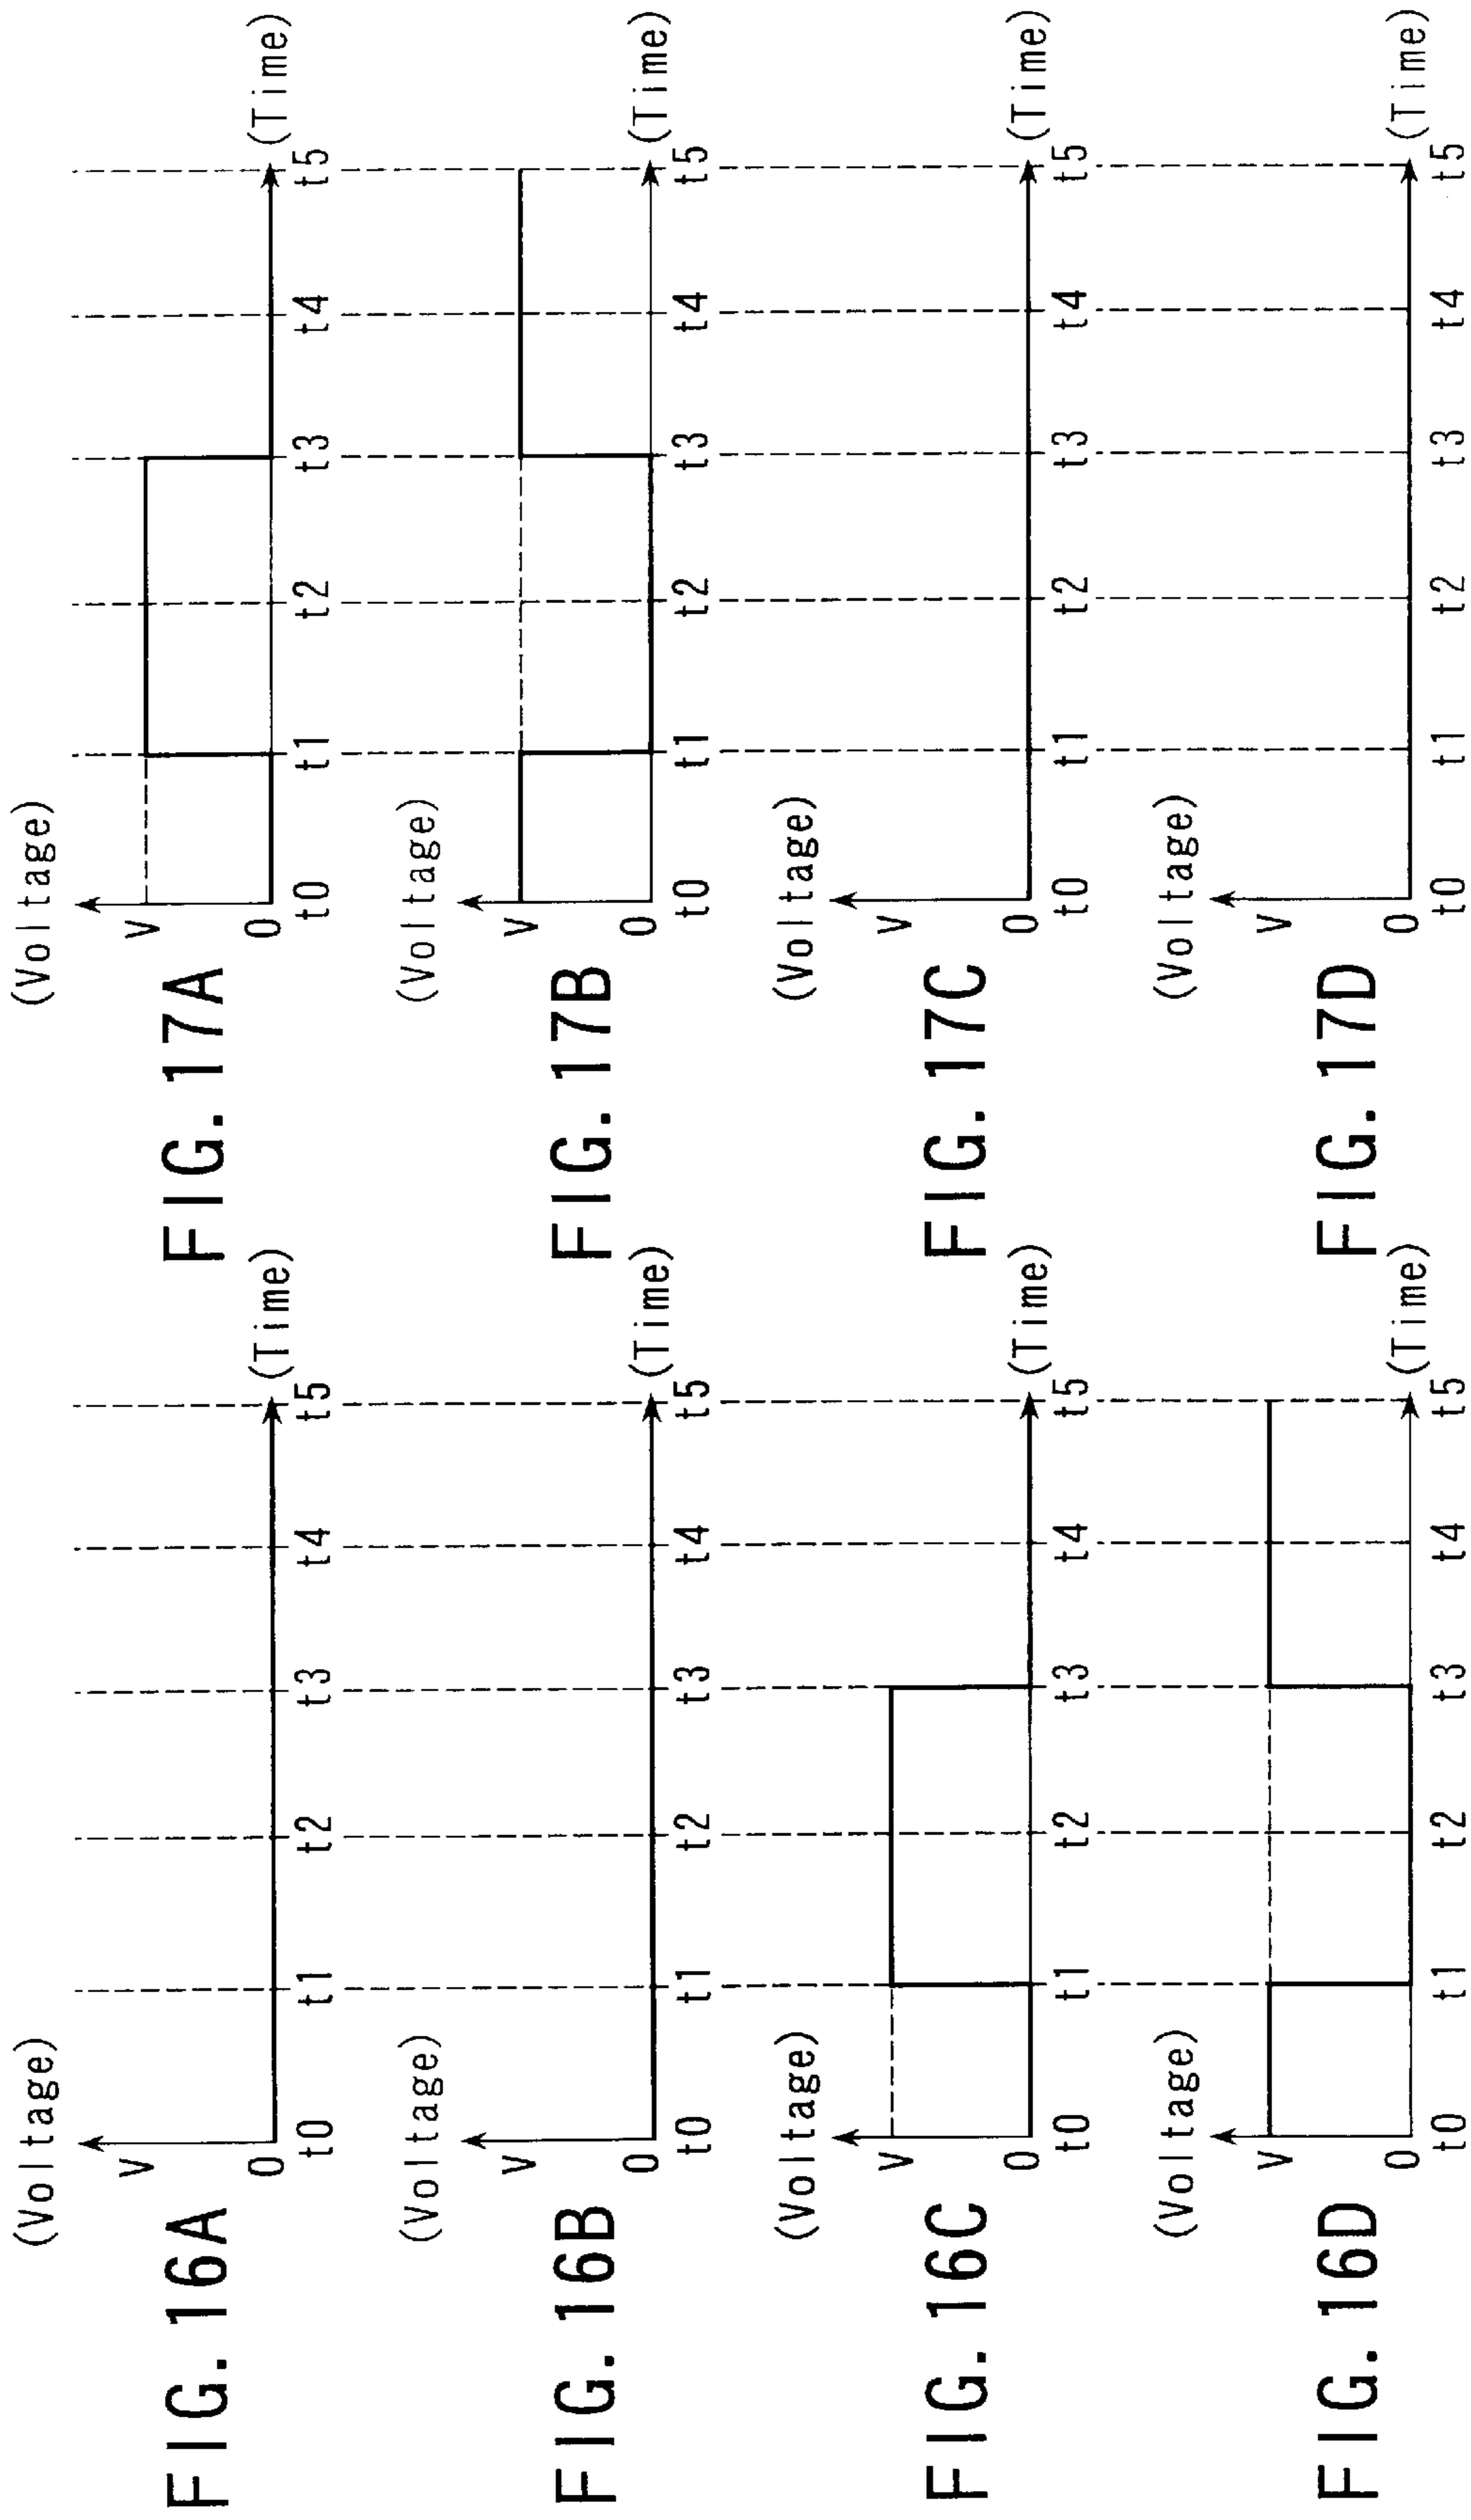 FIG. 16A
(Voltage)
V
0
t0 t1 t2 t3 t4 t5
(Time)
FIG. 16B
(Voltage)
V
0
t0 t1 t2 t3 t4 t5
(Time)
FIG. 16C
(Voltage)
V
0
t0 t1 t2 t3 t4 t5
(Time)
FIG. 16D
(Voltage)
V
0
t0 t1 t2 t3 t4 t5
(Time)
FIG. 17A
(Voltage)
V
0
t0 t1 t2 t3 t4 t5
(Time)
FIG. 17B
(Voltage)
V
0
t0 t1 t2 t3 t4 t5
(Time)
FIG. 17C
(Voltage)
V
0
t0 t1 t2 t3 t4 t5
(Time)
FIG. 17D
(Voltage)
V
0
t0 t1 t2 t3 t4 t5
(Time)